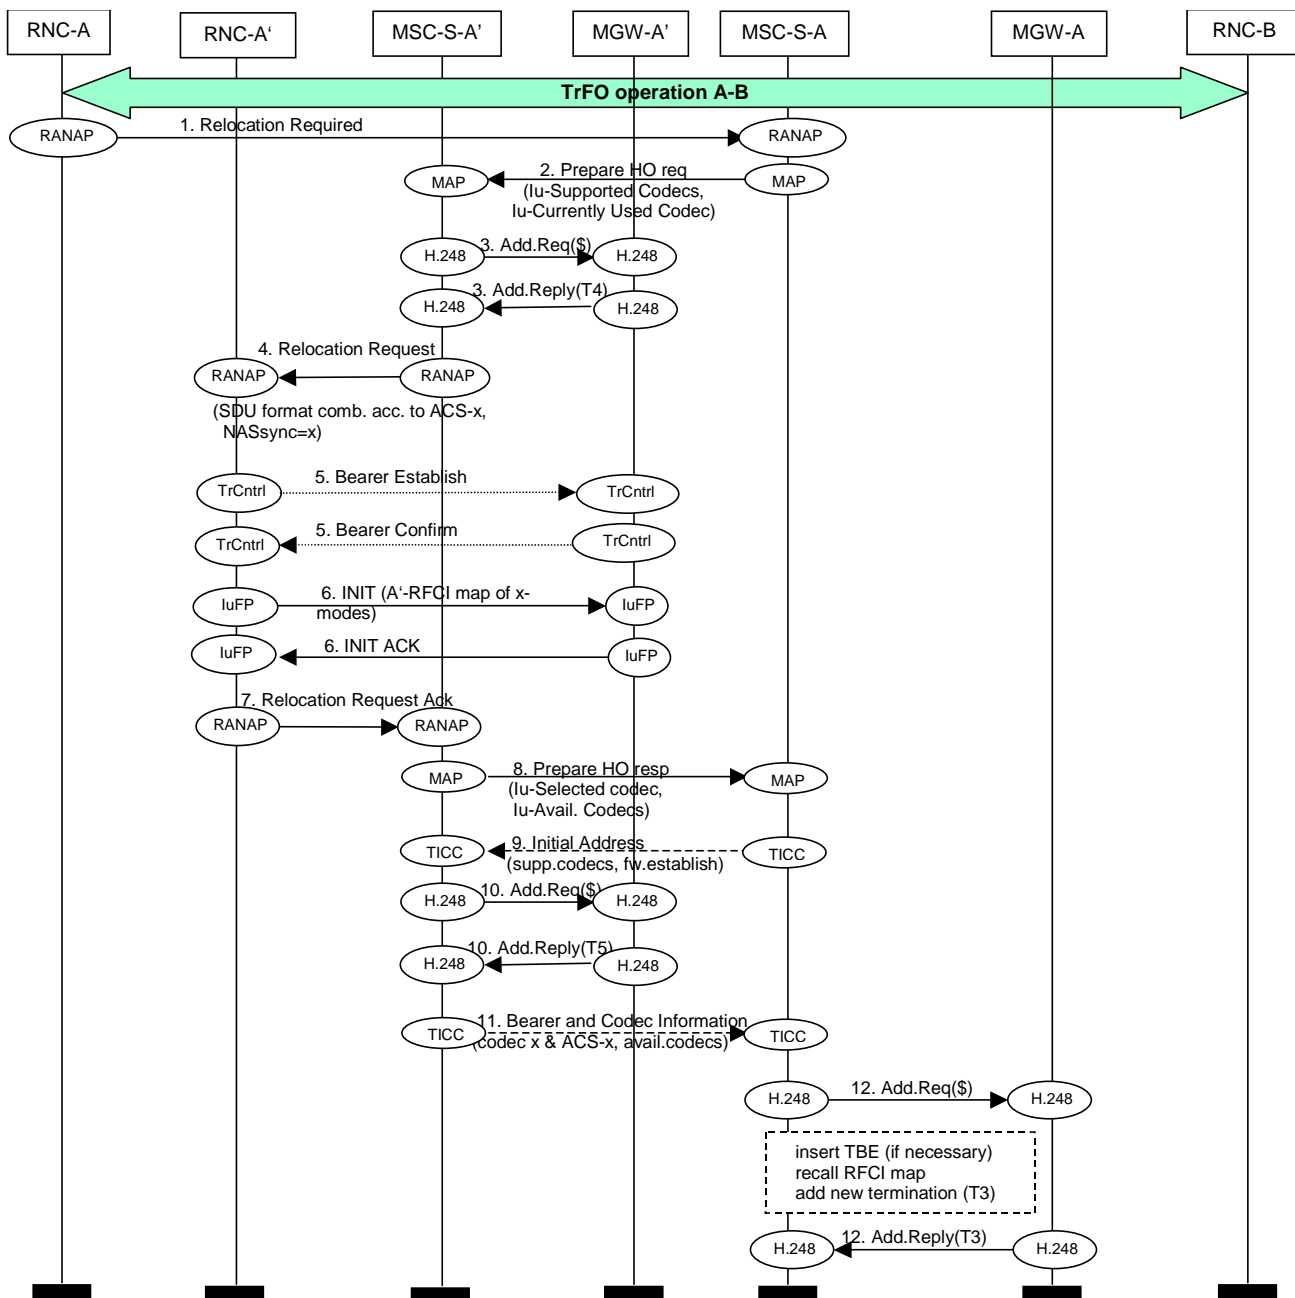 RNC-A
RNC-A‘
MSC-S-A’
MGW-A’
MSC-S-A
MGW-A
RNC-B
TrFO operation A-B
RANAP
1. Relocation Required
RANAP
MAP
2. Prepare HO req
MAP
(Iu-Supported Codecs,
Iu-Currently Used Codec)
H.248
3. Add.Req($)
H.248
H.248
3. Add.Reply(T4)
H.248
4. Relocation Request
RANAP
RANAP
(SDU format comb. acc. to ACS-x,
NASsync=x)
TrCntrl
5. Bearer Establish
TrCntrl
TrCntrl
5. Bearer Confirm
TrCntrl
IuFP
6. INIT (A‘-RFCI map of x-
modes)
IuFP
IuFP
6. INIT ACK
IuFP
7. Relocation Request Ack
RANAP
RANAP
MAP
8. Prepare HO resp
MAP
(Iu-Selected codec,
Iu-Avail. Codecs)
TICC
9. Initial Address
TICC
(supp.codecs, fw.establish)
H.248
10. Add.Req($)
H.248
H.248
10. Add.Reply(T5)
H.248
TICC
11. Bearer and Codec Information
TICC
(codec x & ACS-x, avail.codecs)
H.248
12. Add.Req($)
H.248
insert TBE (if necessary)
recall RFCI map
add new termination (T3)
H.248
12. Add.Reply(T3)
H.248